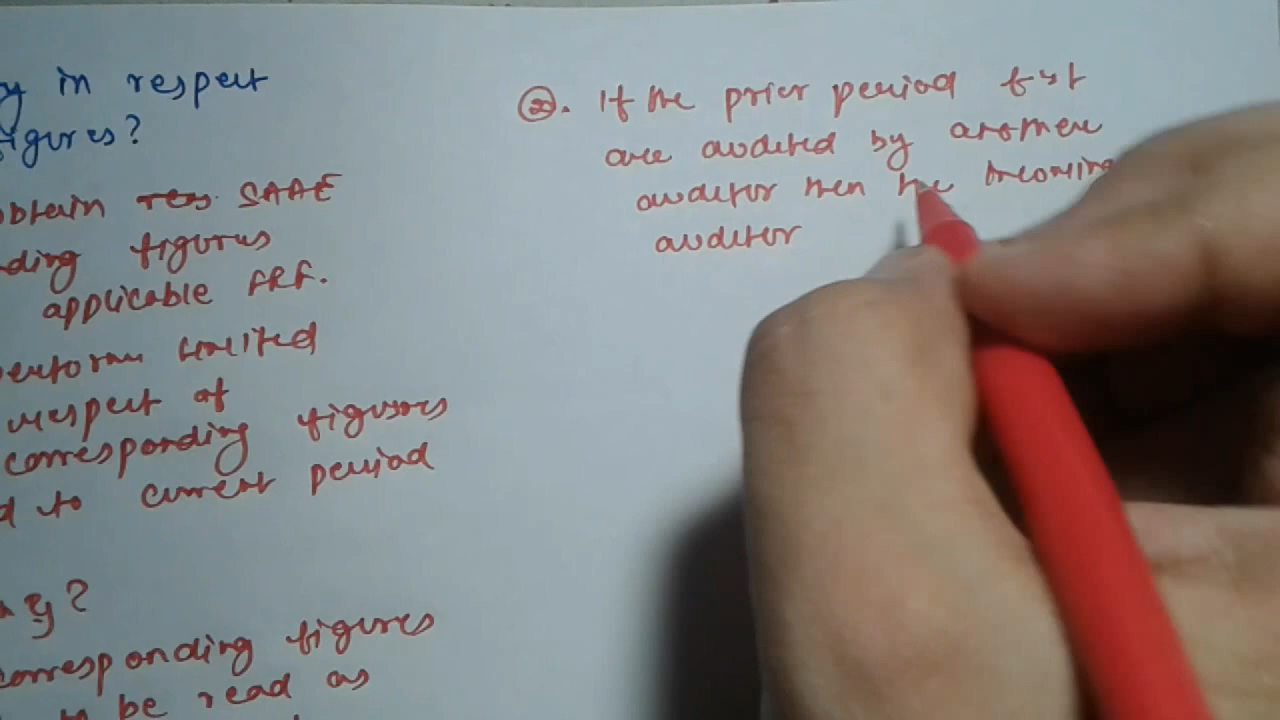 y in respect
figures?
obtain SAAE
ding figures
applicable FRF.
perform limited
respect of
corresponding figures
d to current period
y?
corresponding figures
be read as
②. If the prior period fst
are audited by another
auditor then the incoming
auditor